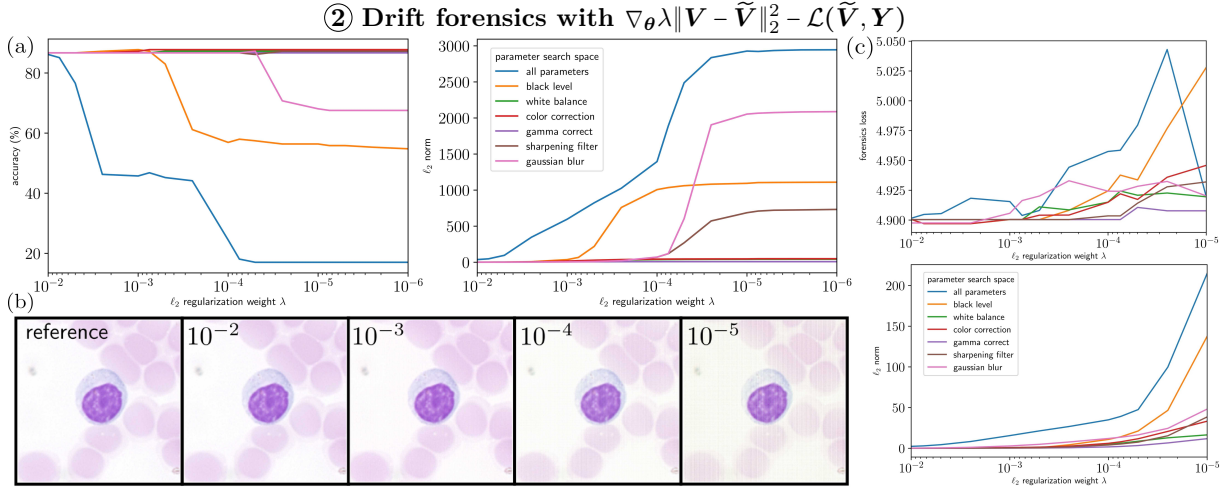 ② Drift forensics with ∇θλ‖V − Ṽ‖₂² − ℒ(Ṽ, Y)
(a)
accuracy (%)
80
60
40
20
10⁻² 10⁻³ 10⁻⁴ 10⁻⁵ 10⁻⁶
ℓ₂ regularization weight λ
ℓ₂ norm
3000
2500
2000
1500
1000
500
0
parameter search space
all parameters
black level
white balance
color correction
gamma correct
sharpening filter
gaussian blur
10⁻² 10⁻³ 10⁻⁴ 10⁻⁵ 10⁻⁶
ℓ₂ regularization weight λ
(c)
forensics loss
5.050
5.025
5.000
4.975
4.950
4.925
4.900
10⁻² 10⁻³ 10⁻⁴ 10⁻⁵
ℓ₂ regularization weight λ
ℓ₂ norm
200
150
100
50
0
parameter search space
all parameters
black level
white balance
color correction
gamma correct
sharpening filter
gaussian blur
10⁻² 10⁻³ 10⁻⁴ 10⁻⁵
ℓ₂ regularization weight λ
(b)
reference 10⁻² 10⁻³ 10⁻⁴ 10⁻⁵